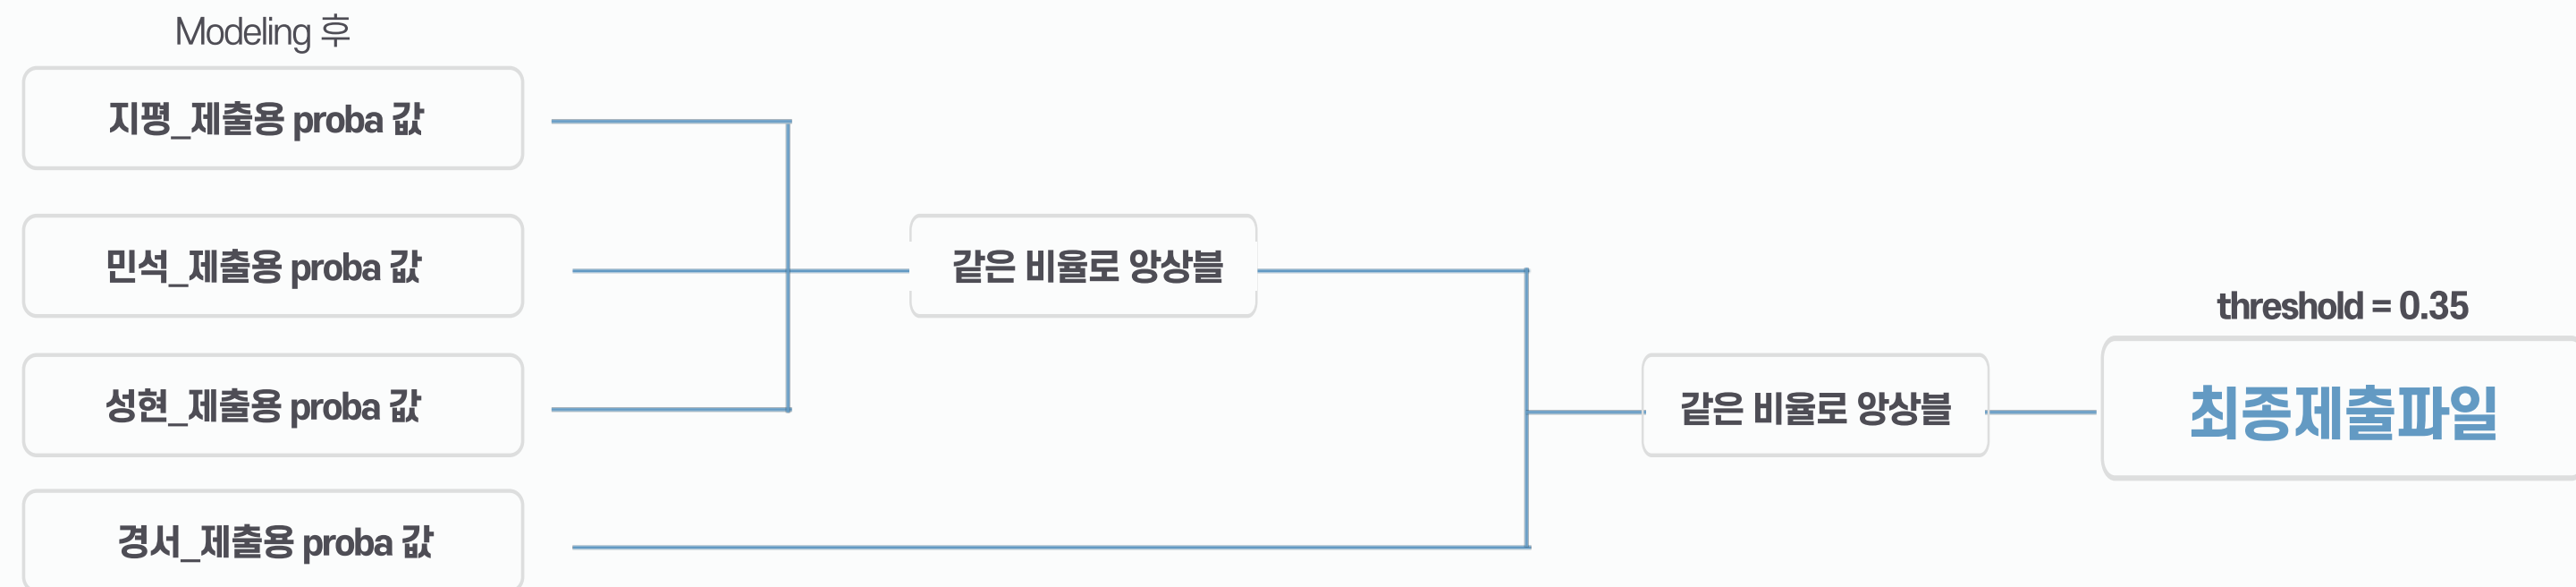 Modeling 후
지평_제출용 proba 값
민석_제출용 proba 값
성현_제출용 proba 값
경서_제출용 proba 값
같은 비율로 앙상블
같은 비율로 앙상블
threshold = 0.35
최종제출파일